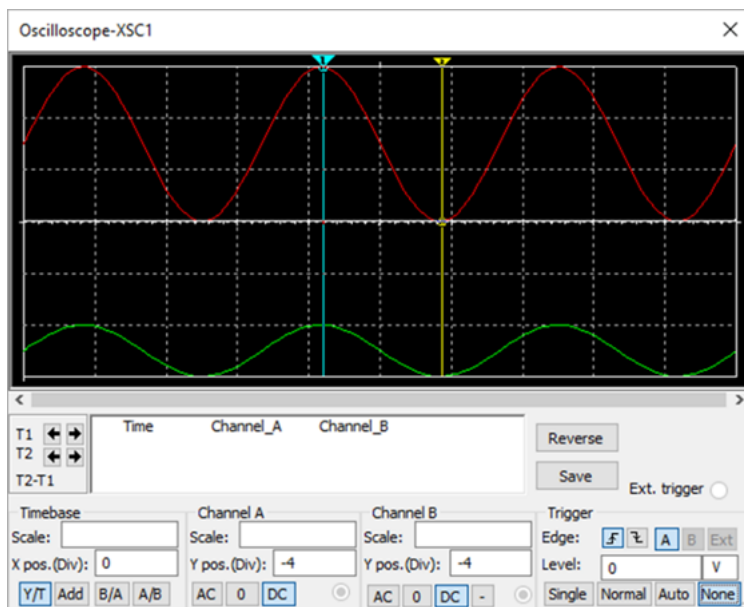 Oscilloscope-XSC1
T1
T2
T2-T1
Time Channel_A Channel_B
Reverse
Save
Ext. trigger
Timebase
Scale:
X pos.(Div): 0
Y/T Add B/A A/B
Channel A
Scale:
Y pos.(Div): -4
AC 0 DC
Channel B
Scale:
Y pos.(Div): -4
AC 0 DC -
Trigger
Edge: A B Ext
Level: 0 V
Single Normal Auto None